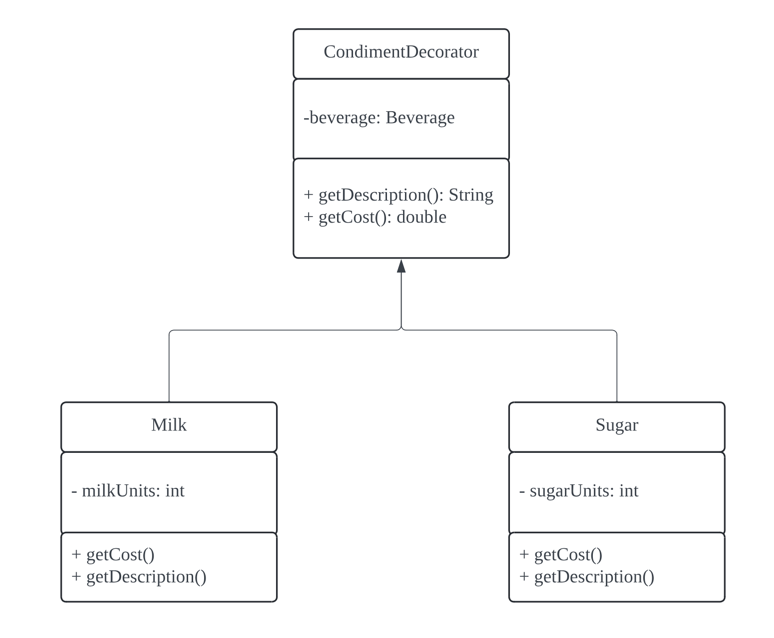 CondimentDecorator
-beverage: Beverage
+ getDescription(): String
+ getCost(): double
Milk
- milkUnits: int
+ getCost()
+ getDescription()
Sugar
- sugarUnits: int
+ getCost()
+ getDescription()